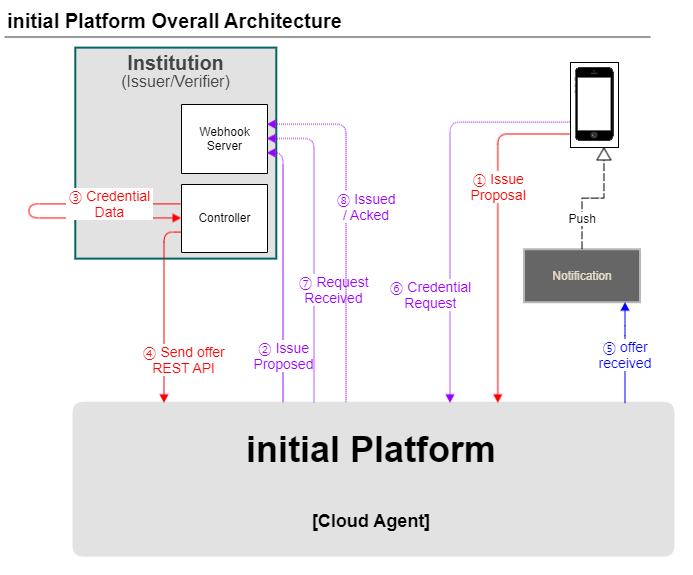 initial Platform Overall Architecture
Institution
(Issuer/Verifier)
Webhook
Server
③ Credential
Data
Controller
① Issue
Proposal
⑧ Issued
/ Acked
Push
Notification
⑦ Request
Received
⑥ Credential
Request
④ Send offer
REST API
② Issue
Proposed
⑤ offer
received
initial Platform
[Cloud Agent]